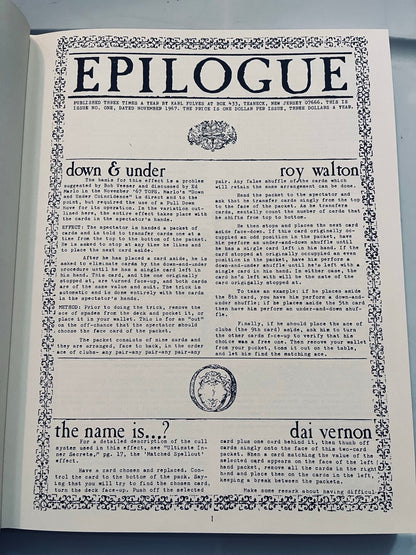 EPILOGUE
PUBLISHED THREE TIMES A YEAR BY KARL FULVES AT BOX 433, TEANECK, NEW JERSEY 07666. THIS IS
ISSUE NO. ONE, DATED NOVEMBER 1967. THE PRICE IS ONE DOLLAR PER ISSUE, THREE DOLLARS A YEAR.
down & under
roy walton
The basis for this effect is a problem
suggested by Bob Veeser and discussed by Ed
Marlo in the November '67 TOPS. Marlo's "Down
and Under Coincidence" is direct and to the
point, but required the use of a Pull Down
move for its operation. In the variation out-
lined here, the entire effect takes place with
the cards in the spectator's hands.
EFFECT: The spectator is handed a packet of
cards and is told to transfer cards one at a
time from the top to the bottom of the packet.
He is asked to stop at any time he likes and
to place the next card aside.
After he has placed a card aside, he is
asked to eliminate cards by the down-and-under
procedure until he has a single card left in
his hand. This card, and the one originally
stopped at, are turned face-up, and both cards
are of the same value and suit. The trick is
automatic and is done entirely with the cards
in the spectator's hands.
METHOD: Prior to doing the trick, remove the
ace of spades from the deck and pocket it, or
place it in your wallet. This is for an "out"
on the off-chance that the spectator should
choose the face card of the packet.
The packet consists of nine cards and
they are arranged, face to back, in the order
ace of clubs- any pair-any pair-any pair-any
pair. Any false shuffle of the cards which
will retain the same arrangement can be done.
Hand the packet to the spectator and
ask that he transfer cards singly from the top
to the face of the packet. As he transfers
cards, mentally count the number of cards that
he shifts from top to bottom.
He then stops and places the next card
aside face-down. If this card originally oc-
cupied an odd position in the packet, have
him perform an under-and-down shuffle until
he has a single card left in his hand. If the
card stopped at originally occupied an even
position in the packet, have him perform a
down-and-under shuffle until he's left with a
single card in his hand. In either case, the
card he's left with will be the mate of the
card originally stopped at.
To take an example; if he places aside
the 5th card, you have him perform a down-and-
under shuffle; if he places aside the 5th card
then have him perform an under-and-down shuf-
fle.
Finally, if he should place the ace of
clubs (the 9th card) aside, ask him to turn
the other cards face-up to verify that his
choice was a free one. Then remove your wallet
from your pocket, toss it out on the table,
and let him find the matching ace.
the name is...?
dai vernon
For a detailed description of the cull
system used in this effect, see "Ultimate In-
ner Secrets," pg. 17, the 'Matched Spellout'
effect.
Have a card chosen and replaced. Con-
trol the card to the bottom of the pack. Say-
ing that you will try to find the chosen card,
turn the deck face-up. Push off the selected
card plus one card behind it, then thumb off
cards singly onto the face of this two-card
packet. When a card matching the value of the
selected card appears on the face of the left
hand packet, remove all the cards in the right
hand and place then on the cards in the left,
keeping a break between the packets.
Make some remark about having difficul-
1